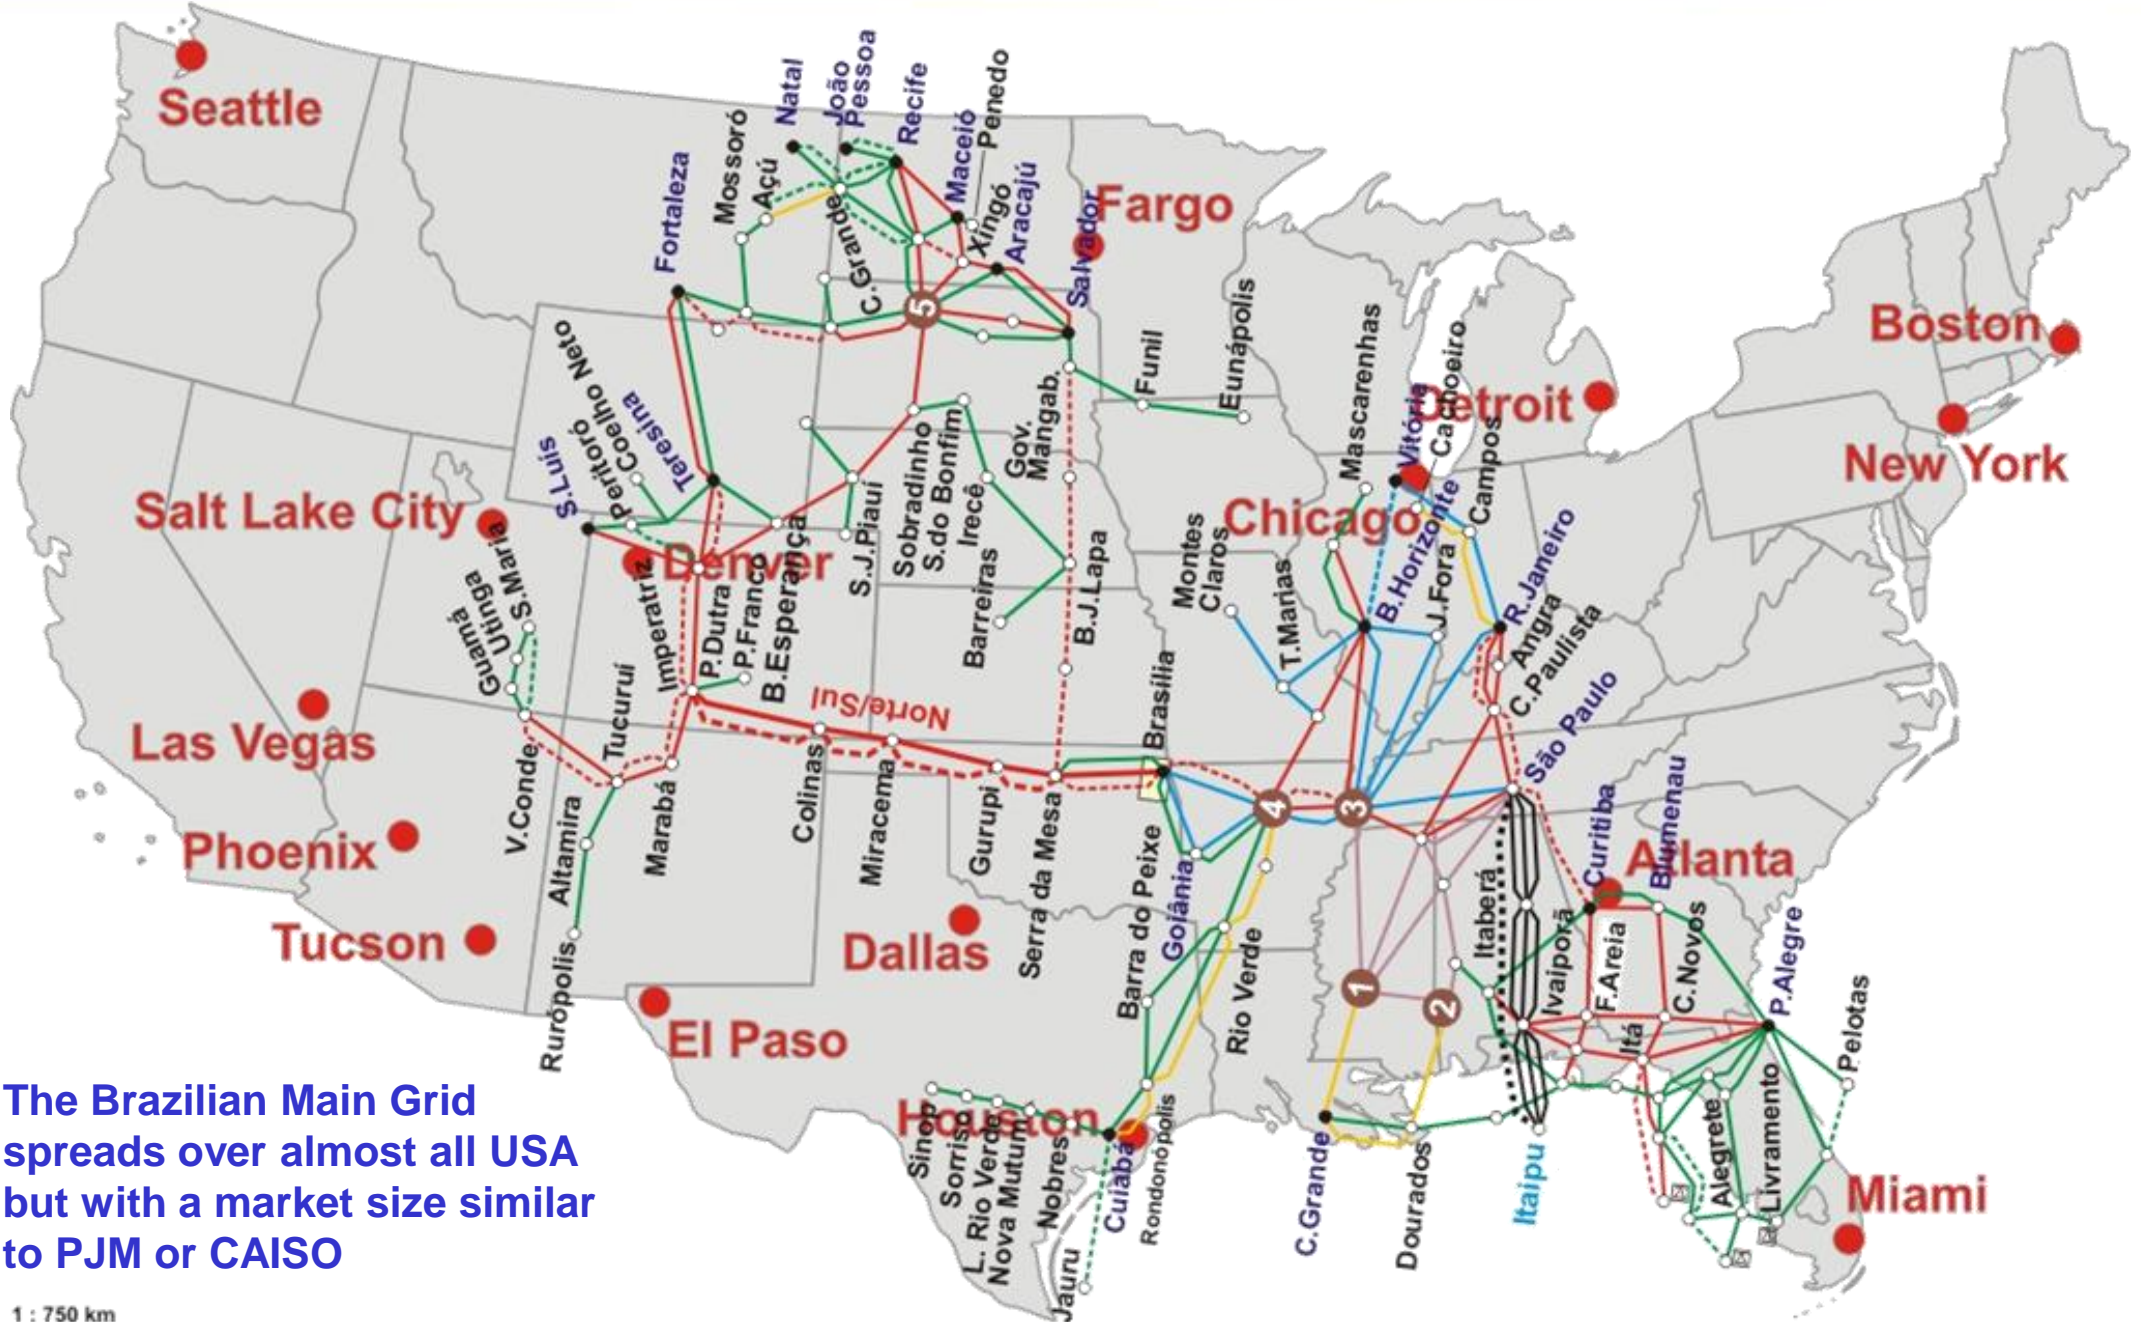 Seattle
Natal
João
Pessoa
Recife
Penedo
Maceió
Mossoró
Açú
Fortaleza
C.Grande
Xingó
Aracajú
Salvador
Fargo
5
Boston
New York
Detroit
Eunápolis
Funil
Mascarenhas
Cachoeiro
Vitória
Campos
Chicago
B.Horizonte
J.Fora
R.Janeiro
Angra
C.Paulista
São Paulo
Coelho Neto
Peritoró
Teresina
S.Luis
Salt Lake City
Denver
S.Maria
Utinga
Guamá
Imperatriz
P.Dutra
P.Franco
B.Esperança
S.J.Piauí
Sobradinho
S.do Bonfim
Irecê
Gov.
Mangab.
Barreiras
B.J.Lapa
Montes
Claros
T.Marias
Brasilia
Norte/Sul
Las Vegas
V.Conde
Tucuruí
Altamira
Marabá
Colinas
Miracema
Gurupi
Serra da Mesa
4
3
Phoenix
Tucson
Rurópolis
El Paso
Dallas
Barra do Peixe
Goiânia
Rio Verde
1
2
Itaberá
Ivaiporã
Curitiba
Blumenau
Atlanta
F.Areia
C.Novos
Itá
P.Alegre
Pelotas
Houston
Sinop
Sorriso
L. Rio Verde
Nova Mutum
Nobres
Cuiabá
Rondonópolis
Jauru
C.Grande
Dourados
Itaipu
Alegrete
Livramento
Miami
The Brazilian Main Grid
spreads over almost all USA
but with a market size similar
to PJM or CAISO
1 : 750 km